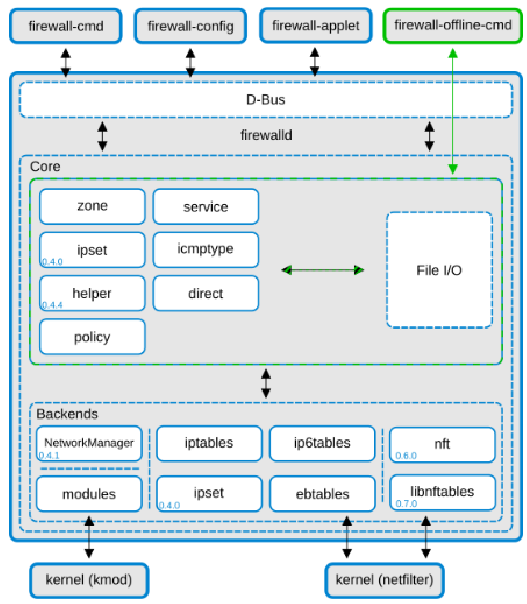 firewall-cmd
firewall-config
firewall-applet
firewall-offline-cmd
D-Bus
firewalld
Core
zone
service
ipset
0.4.0
icmptype
helper
0.4.4
direct
policy
File I/O
Backends
NetworkManager
0.4.1
iptables
ip6tables
nft
0.6.0
modules
ipset
0.4.0
ebtables
libnftables
0.7.0
kernel (kmod)
kernel (netfilter)